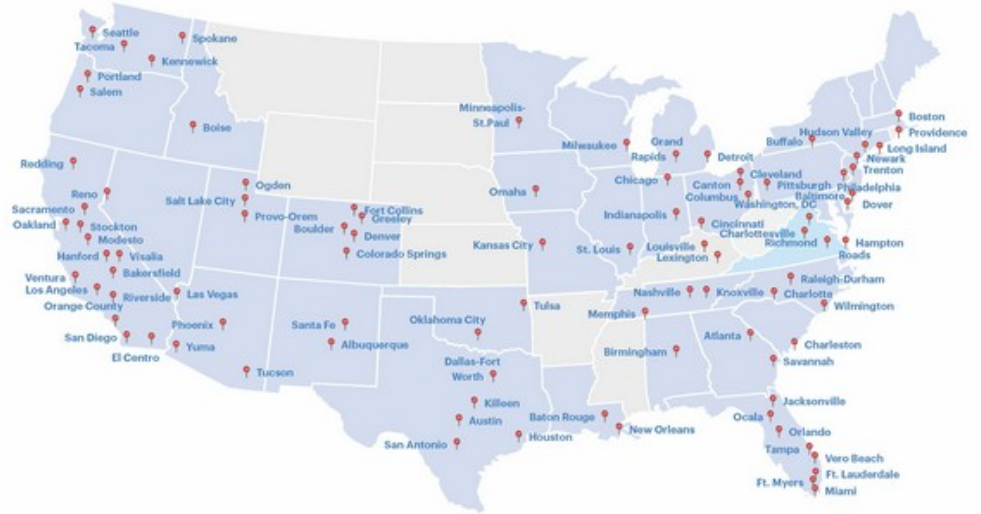 Seattle
Spokane
Tacoma
Kennewick
Portland
Salem
Boise
Minneapolis-
St.Paul
Milwaukee
Grand
Rapids
Detroit
Buffalo
Hudson Valley
Boston
Providence
Long Island
Newark
Trenton
Philadelphia
Baltimore
Dover
Washington, DC
Redding
Reno
Sacramento
Oakland
Stockton
Modesto
Hanford
Visalia
Ventura
Bakersfield
Los Angeles
Riverside
Orange County
San Diego
El Centro
Las Vegas
Phoenix
Yuma
Tucson
Ogden
Salt Lake City
Provo-Orem
Fort Collins
Greeley
Boulder
Denver
Colorado Springs
Santa Fe
Albuquerque
Omaha
Kansas City
St. Louis
Chicago
Indianapolis
Canton
Cleveland
Pittsburgh
Columbus
Cincinnati
Charlottesville
Richmond
Hampton
Roads
Louisville
Lexington
Nashville
Knoxville
Raleigh-Durham
Charlotte
Wilmington
Memphis
Tulsa
Oklahoma City
Dallas-Fort
Worth
Killeen
Austin
San Antonio
Houston
Baton Rouge
New Orleans
Birmingham
Atlanta
Charleston
Savannah
Jacksonville
Ocala
Orlando
Tampa
Vero Beach
Ft. Lauderdale
Ft. Myers
Miami